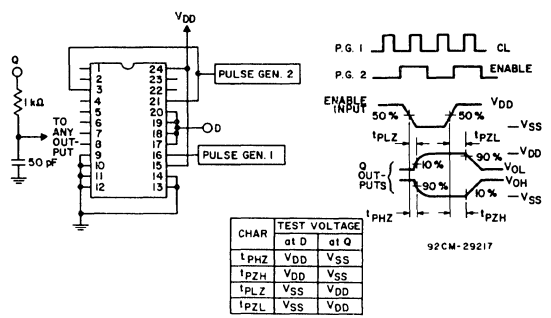 Q
1 kΩ
TO
ANY
OUT-
PUT
50 pF
VDD
1 24
2 23
3 22
4 21
5 20
6 19
7 18
8 17
9 16
10 15
11 14
12 13
PULSE GEN. 2
D
PULSE GEN. 1
P.G. 1 CL
P.G. 2 ENABLE
ENABLE
INPUT
50 % 50 % VDD
VSS
tPLZ tPZL
10 % 90 % VDD
VOL
Q
OUT-
PUTS
VOH
90 % 10 % VSS
tPHZ tPZH
92CM-29217
CHAR TEST VOLTAGE
at D at Q
tPHZ VDD VSS
tPZH VDD VSS
tPLZ VSS VDD
tPZL VSS VDD